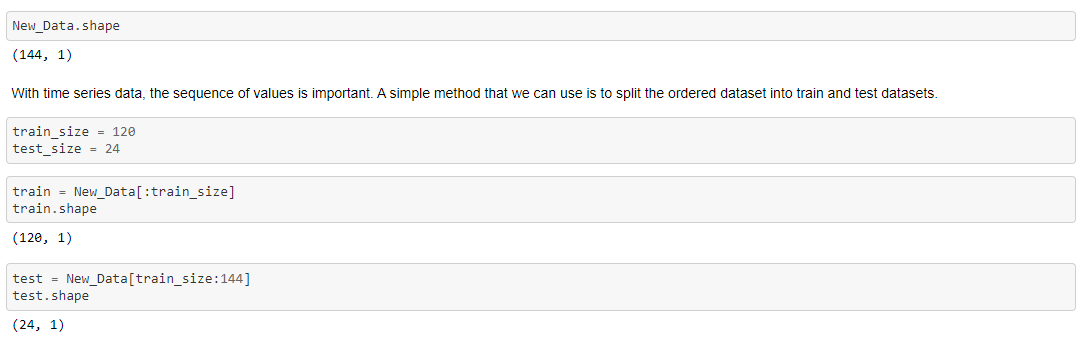 New_Data.shape
(144, 1)
With time series data, the sequence of values is important. A simple method that we can use is to split the ordered dataset into train and test datasets.
train_size = 120
test_size = 24
train = New_Data[:train_size]
train.shape
(120, 1)
test = New_Data[train_size:144]
test.shape
(24, 1)